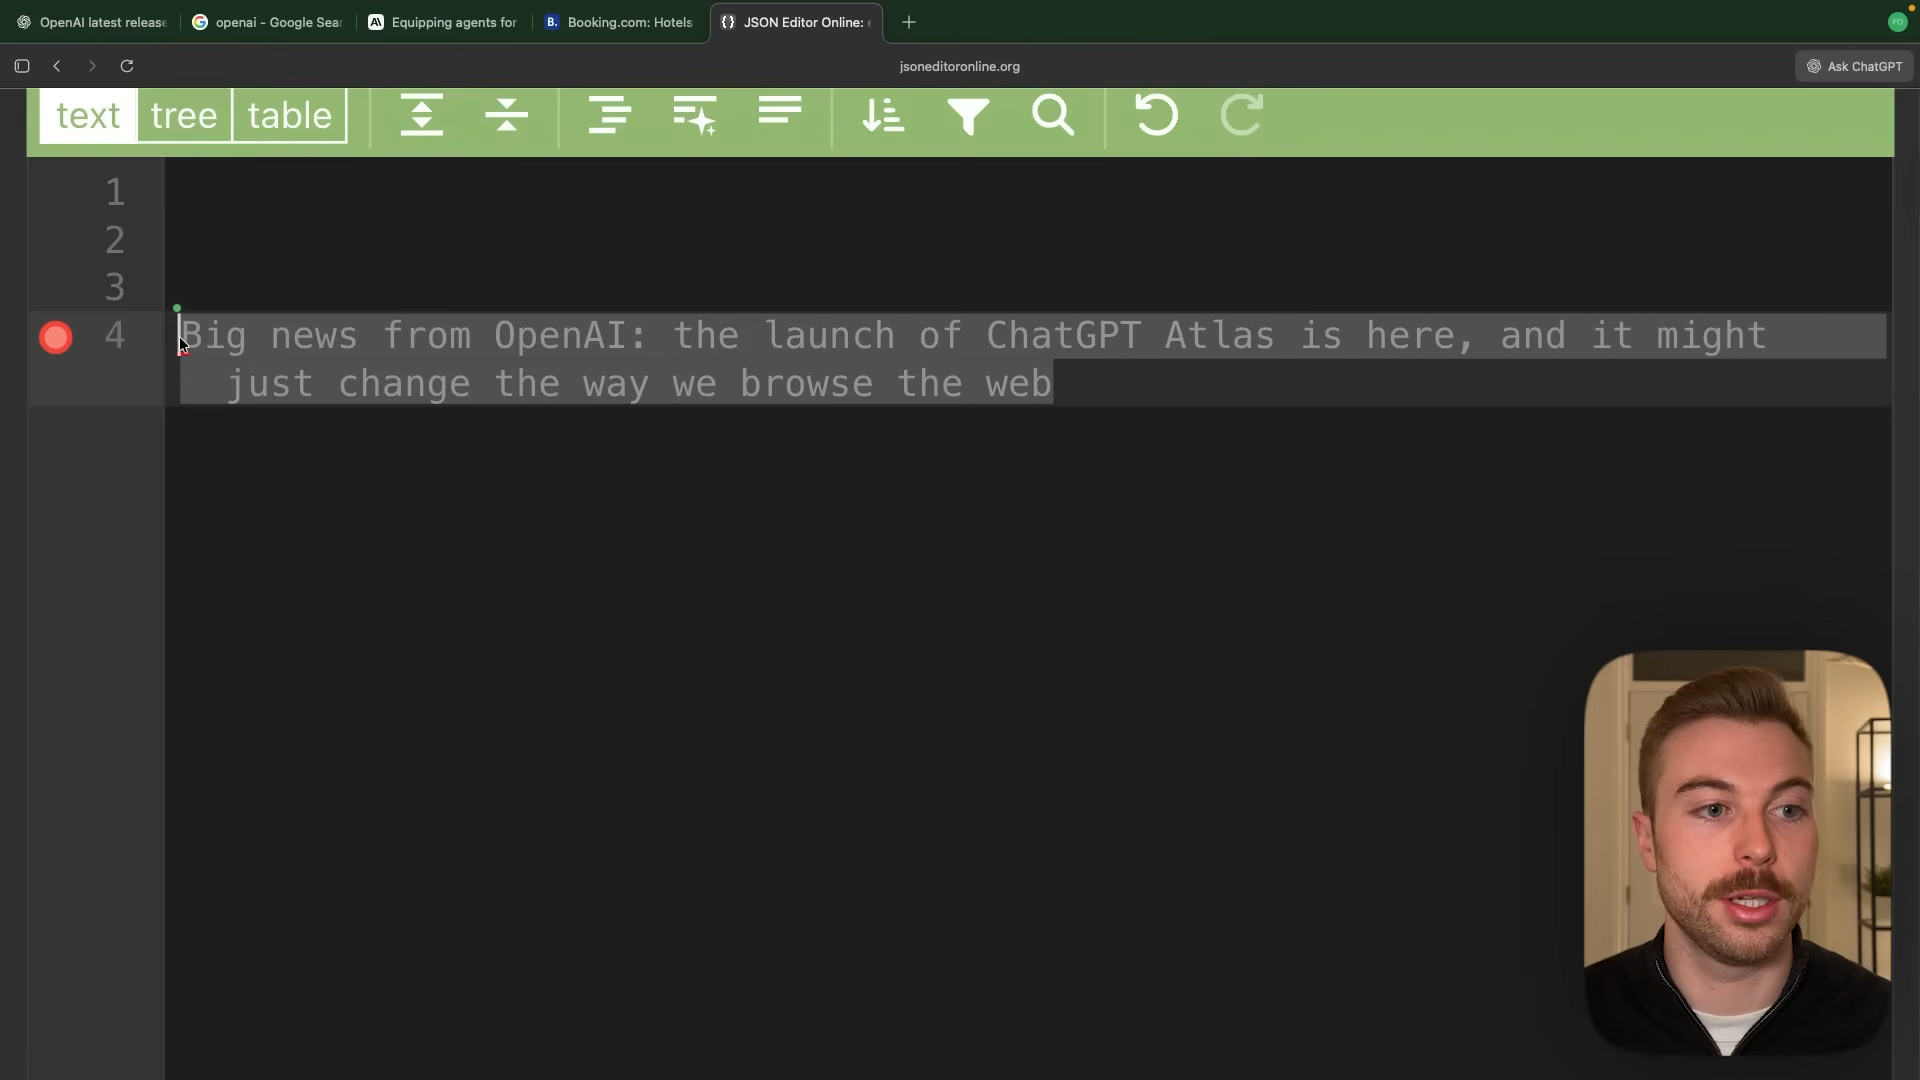 OpenAI latest release
openai - Google Sea
Equipping agents for
Booking.com: Hotels
JSON Editor Online: e
FO
jsoneditoronline.org
Ask ChatGPT
text
tree
table
1
2
3
4
Big news from OpenAI: the launch of ChatGPT Atlas is here, and it might
just change the way we browse the web